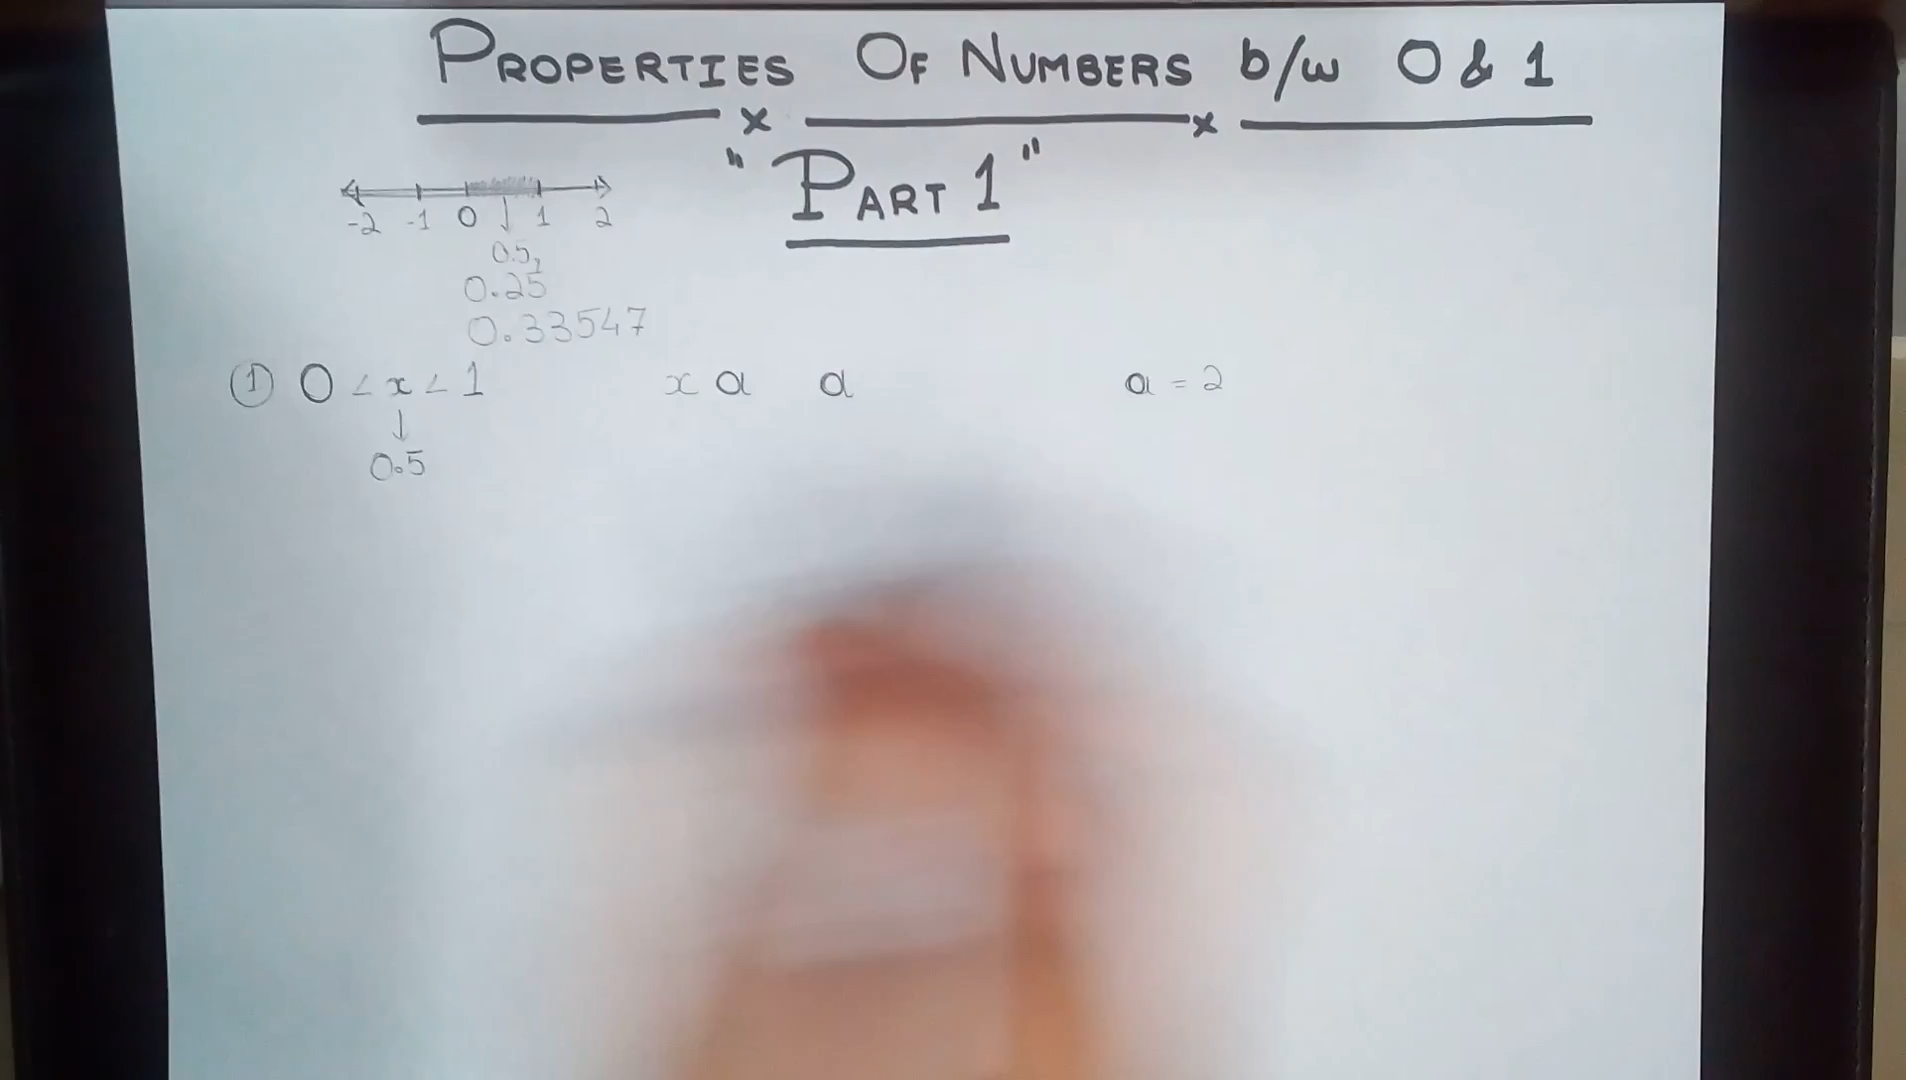 PROPERTIES OF NUMBERS b/w 0 & 1
x x
"PART 1"
-2 -1 0 1 2
0.5,
0.25
0.33547
① 0 < x < 1 x a a a = 2
↓
0.5